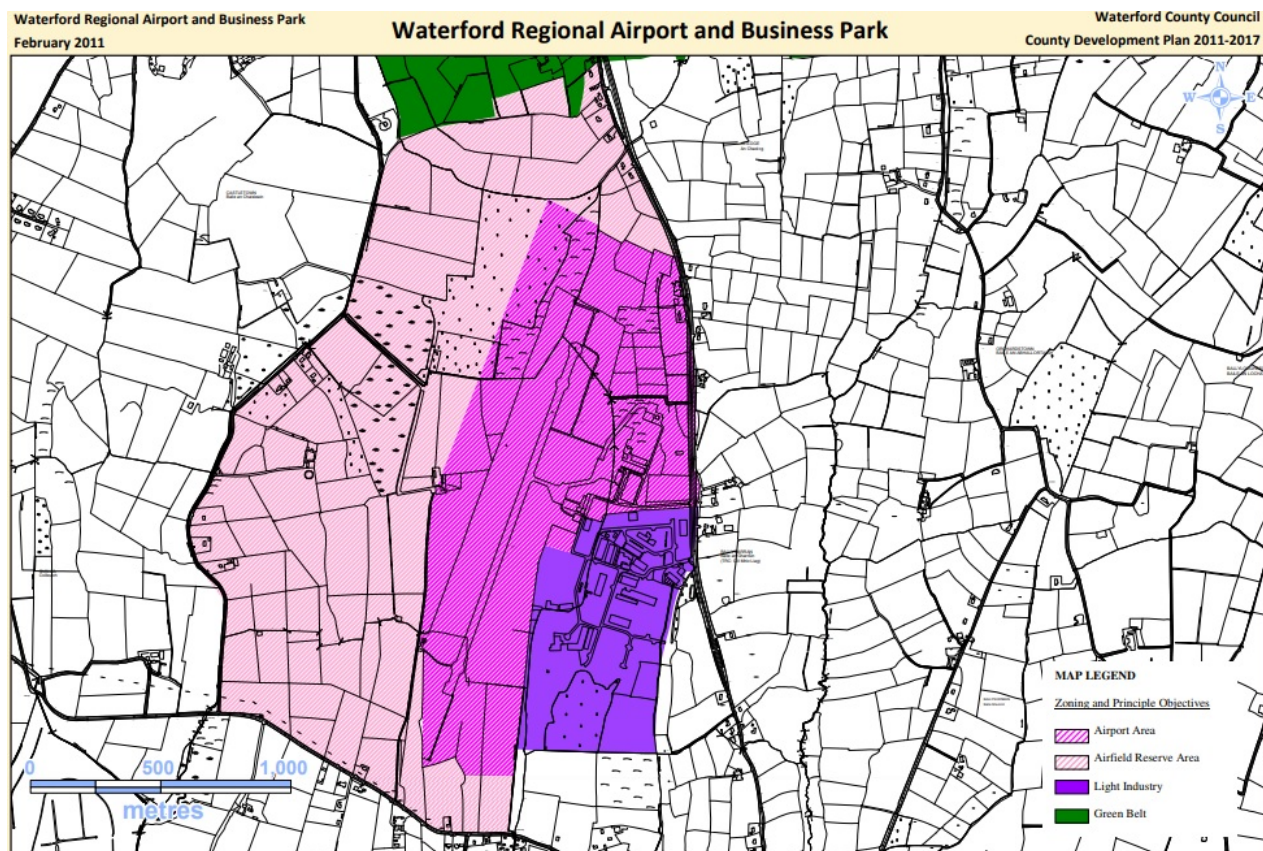 Waterford Regional Airport and Business Park
February 2011
Waterford Regional Airport and Business Park
Waterford County Council
County Development Plan 2011-2017
N
W E
S
0 500 1,000
metres
MAP LEGEND
Zoning and Principle Objectives
Airport Area
Airfield Reserve Area
Light Industry
Green Belt